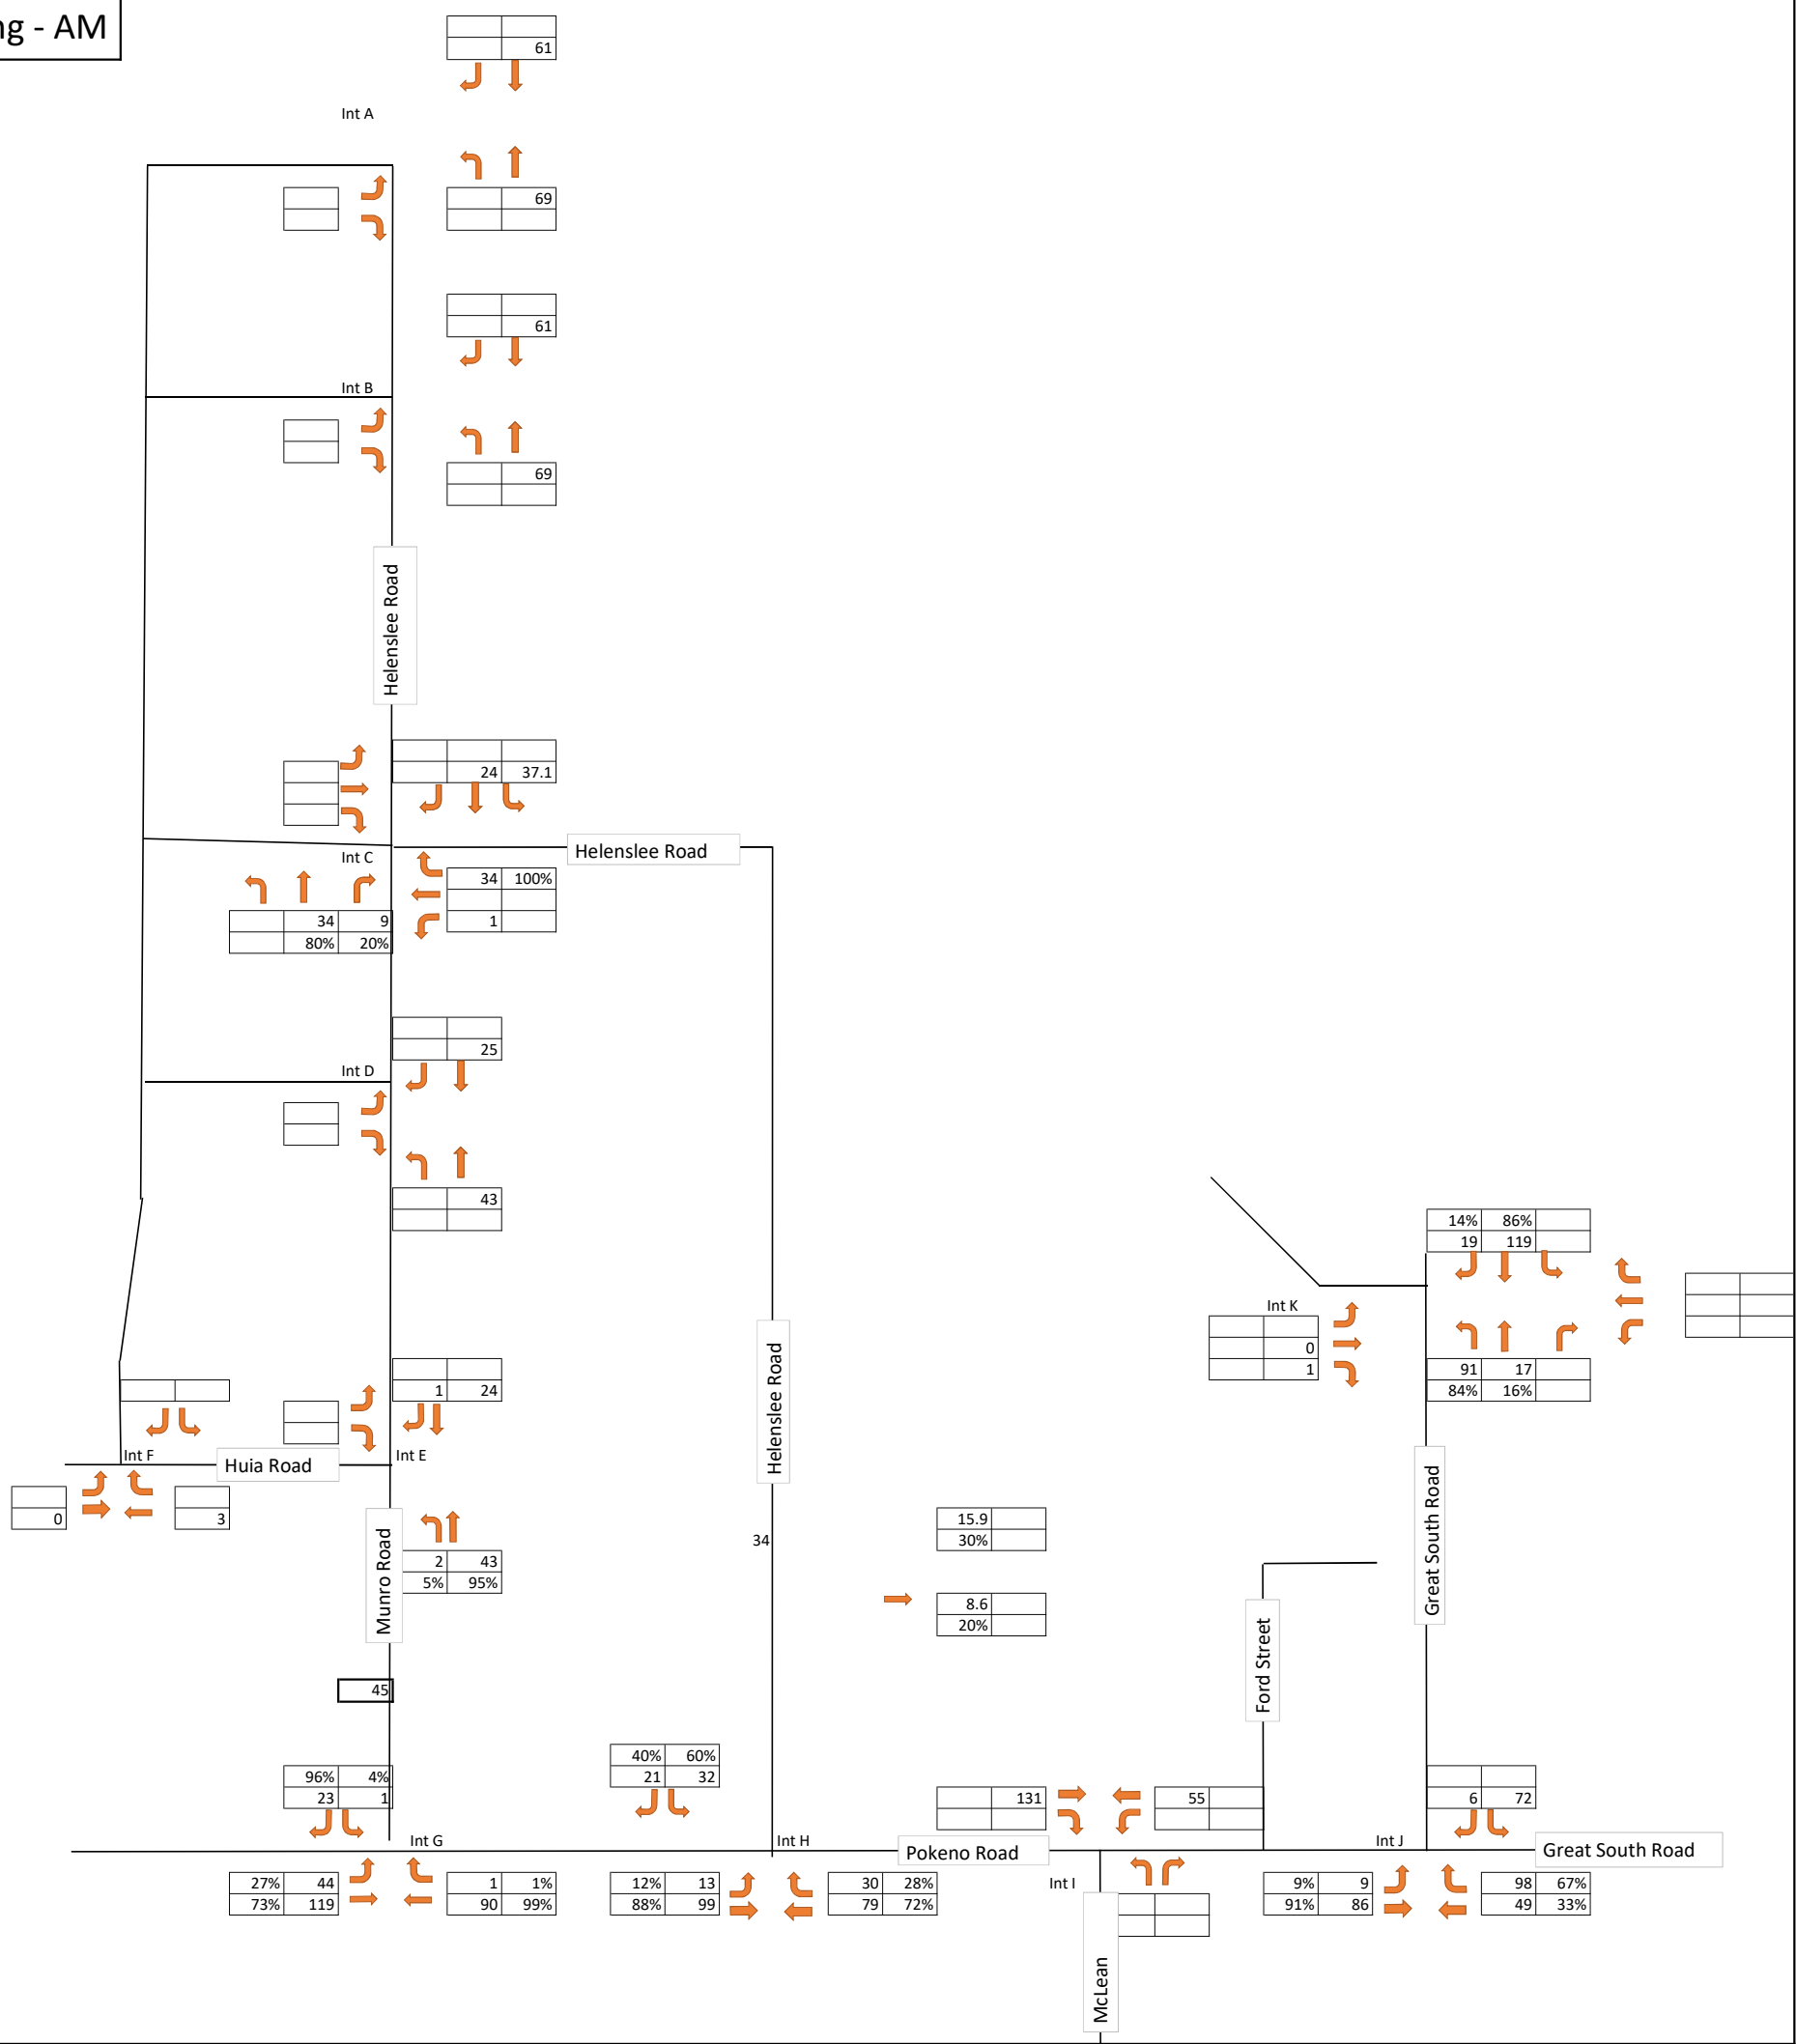 ng - AM
61
Int A
69
61
Int B
69
Helenslee Road
24 37.1
Helenslee Road
Int C
34 100%
1
34 9
80% 20%
25
Int D
43
14% 86%
19 119
Int K
0
1
91 17
84% 16%
1 24
Int F
Huia Road
Int E
0
3
Munro Road
2 43
5% 95%
Helenslee Road
34
15.9
30%
8.6
20%
Great South Road
Ford Street
45
96% 4%
23 1
40% 60%
21 32
131
55
6 72
Int G
Int H
Pokeno Road
Int J
Great South Road
27% 44
73% 119
1 1%
90 99%
12% 13
88% 99
30 28%
79 72%
Int I
9% 9
91% 86
98 67%
49 33%
McLean